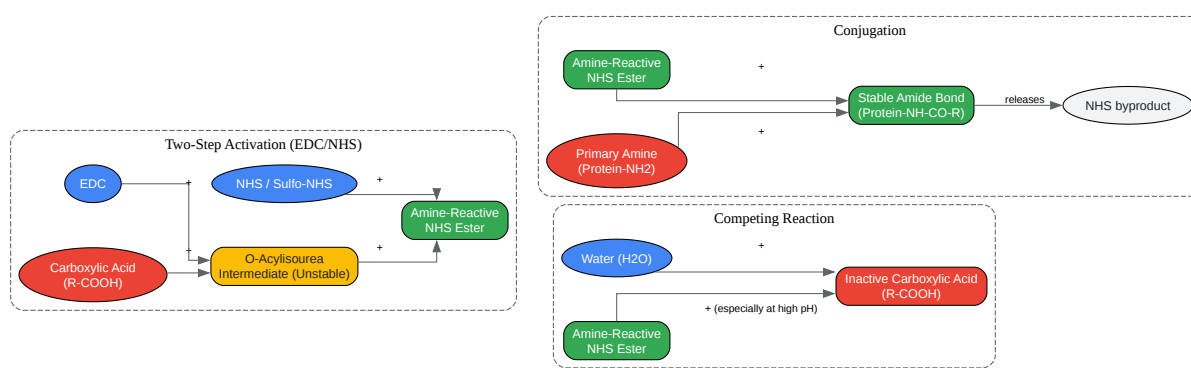 Two-Step Activation (EDC/NHS)
EDC
+
NHS / Sulfo-NHS
+
Amine-Reactive
NHS Ester
+
Carboxylic Acid
(R-COOH)
O-Acylisourea
Intermediate (Unstable)
+
Conjugation
Amine-Reactive
NHS Ester
+
Stable Amide Bond
(Protein-NH-CO-R)
releases
NHS byproduct
+
Primary Amine
(Protein-NH2)
Competing Reaction
Water (H2O)
+
Inactive Carboxylic Acid
(R-COOH)
+ (especially at high pH)
Amine-Reactive
NHS Ester